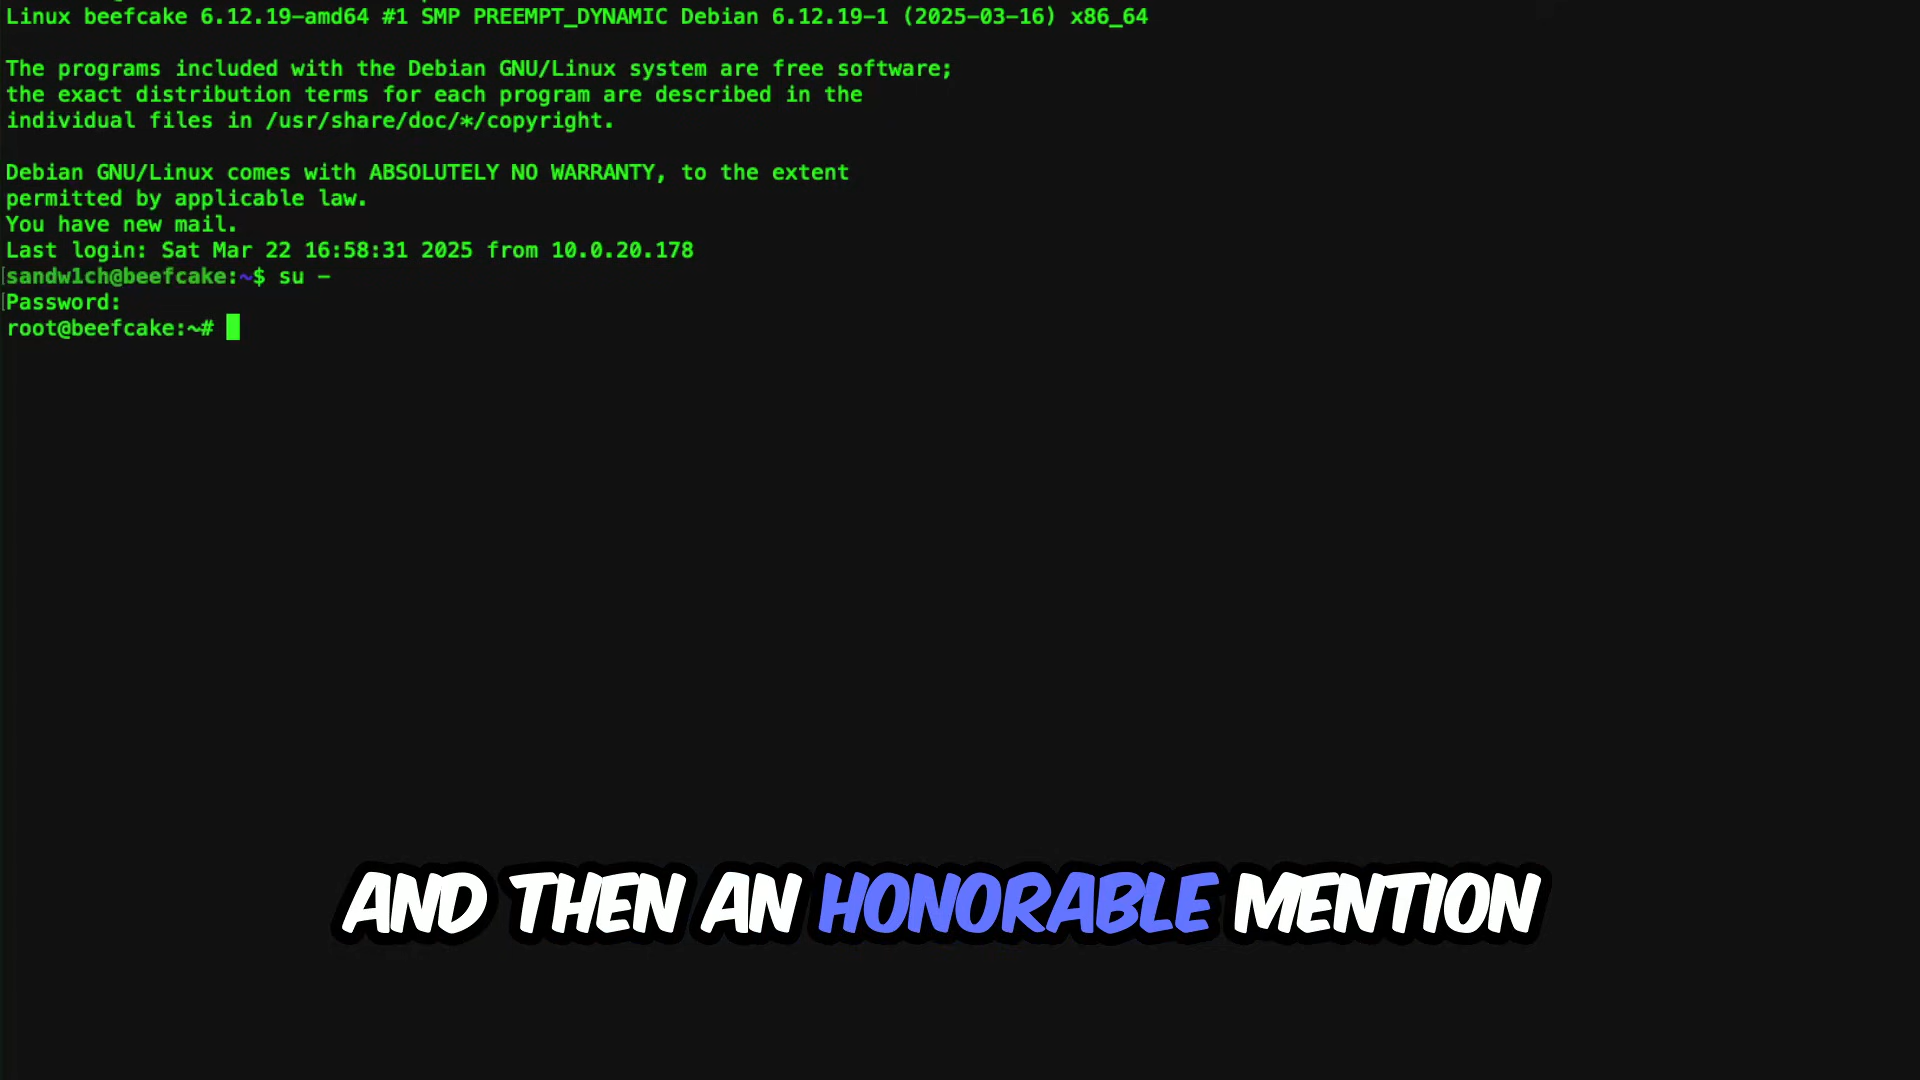 Linux beefcake 6.12.19-amd64 #1 SMP PREEMPT_DYNAMIC Debian 6.12.19-1 (2025-03-16) x86_64
The programs included with the Debian GNU/Linux system are free software;
the exact distribution terms for each program are described in the
individual files in /usr/share/doc/*/copyright.
Debian GNU/Linux comes with ABSOLUTELY NO WARRANTY, to the extent
permitted by applicable law.
You have new mail.
Last login: Sat Mar 22 16:58:31 2025 from 10.0.20.178
[sandw1ch@beefcake:~$ su -
[Password:
root@beefcake:~#
AND THEN AN HONORABLE MENTION